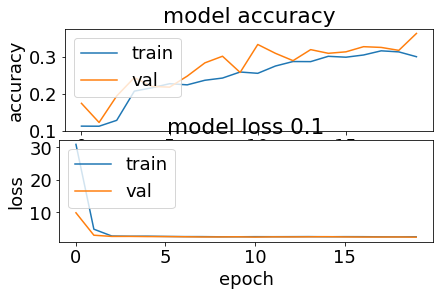 model accuracy
accuracy
0.3
0.2
0.1
train
val
model loss 0.1
loss
30
20
10
train
val
0
5
10
15
epoch